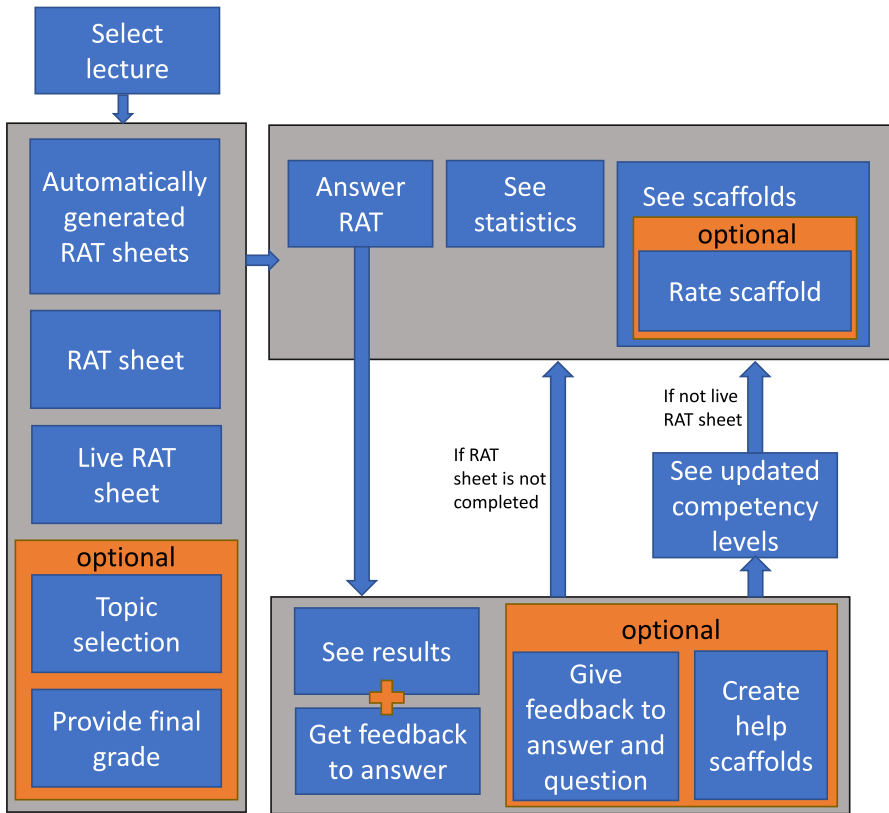 Select
lecture
Automatically
generated
RAT sheets
RAT sheet
Live RAT
sheet
optional
Topic
selection
Provide final
grade
Answer
RAT
See
statistics
See scaffolds
optional
Rate scaffold
If RAT
sheet is not
completed
If not live
RAT sheet
See updated
competency
levels
See results
Get feedback
to answer
optional
Give
feedback to
answer and
question
Create
help
scaffolds